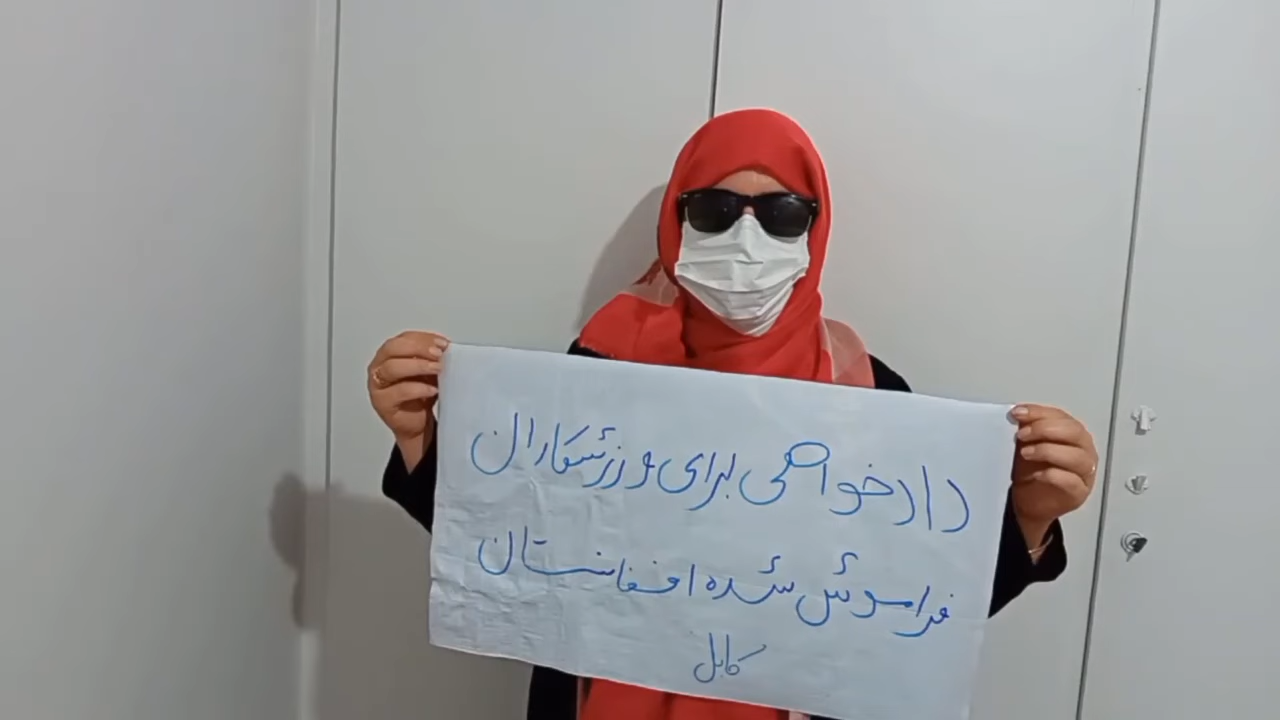 دادخواهی برای ورزشکاران
فراموش شده افغانستان
کابل